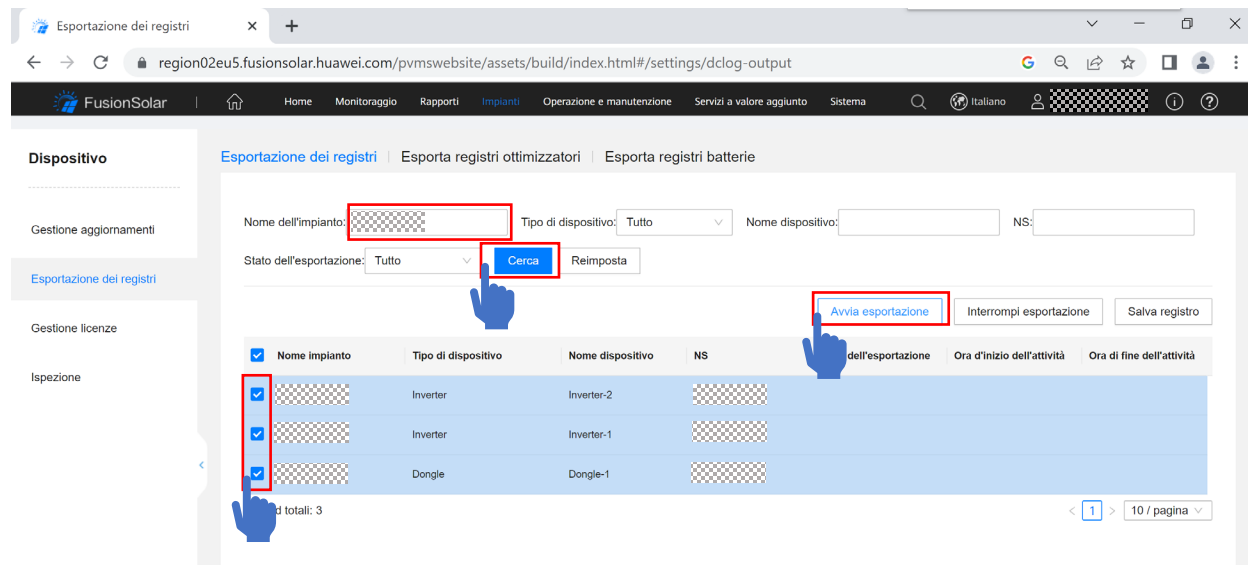 Esportazione dei registri
region02eu5.fusionsolar.huawei.com/pvmswebsite/assets/build/index.html#/settings/dclog-output
FusionSolar Home Monitoraggio Rapporti Impianti Operazione e manutenzione Servizi a valore aggiunto Sistema Italiano
Dispositivo
Gestione aggiornamenti
Esportazione dei registri
Gestione licenze
Ispezione
Esportazione dei registri Esporta registri ottimizzatori Esporta registri batterie
Nome dell'impianto: Tipo di dispositivo: Tutto Nome dispositivo: NS:
Stato dell'esportazione: Tutto Cerca Reimposta
Avvia esportazione Interrompi esportazione Salva registro
Nome impianto Tipo di dispositivo Nome dispositivo NS dell'esportazione Ora d'inizio dell'attività Ora di fine dell'attività
Inverter Inverter-2
Inverter Inverter-1
Dongle Dongle-1
totali: 3 < 1 > 10 / pagina